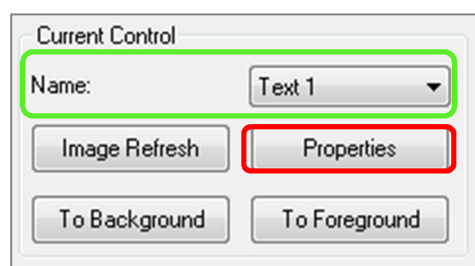 Current Control
Name: Text 1
Image Refresh Properties
To Background To Foreground